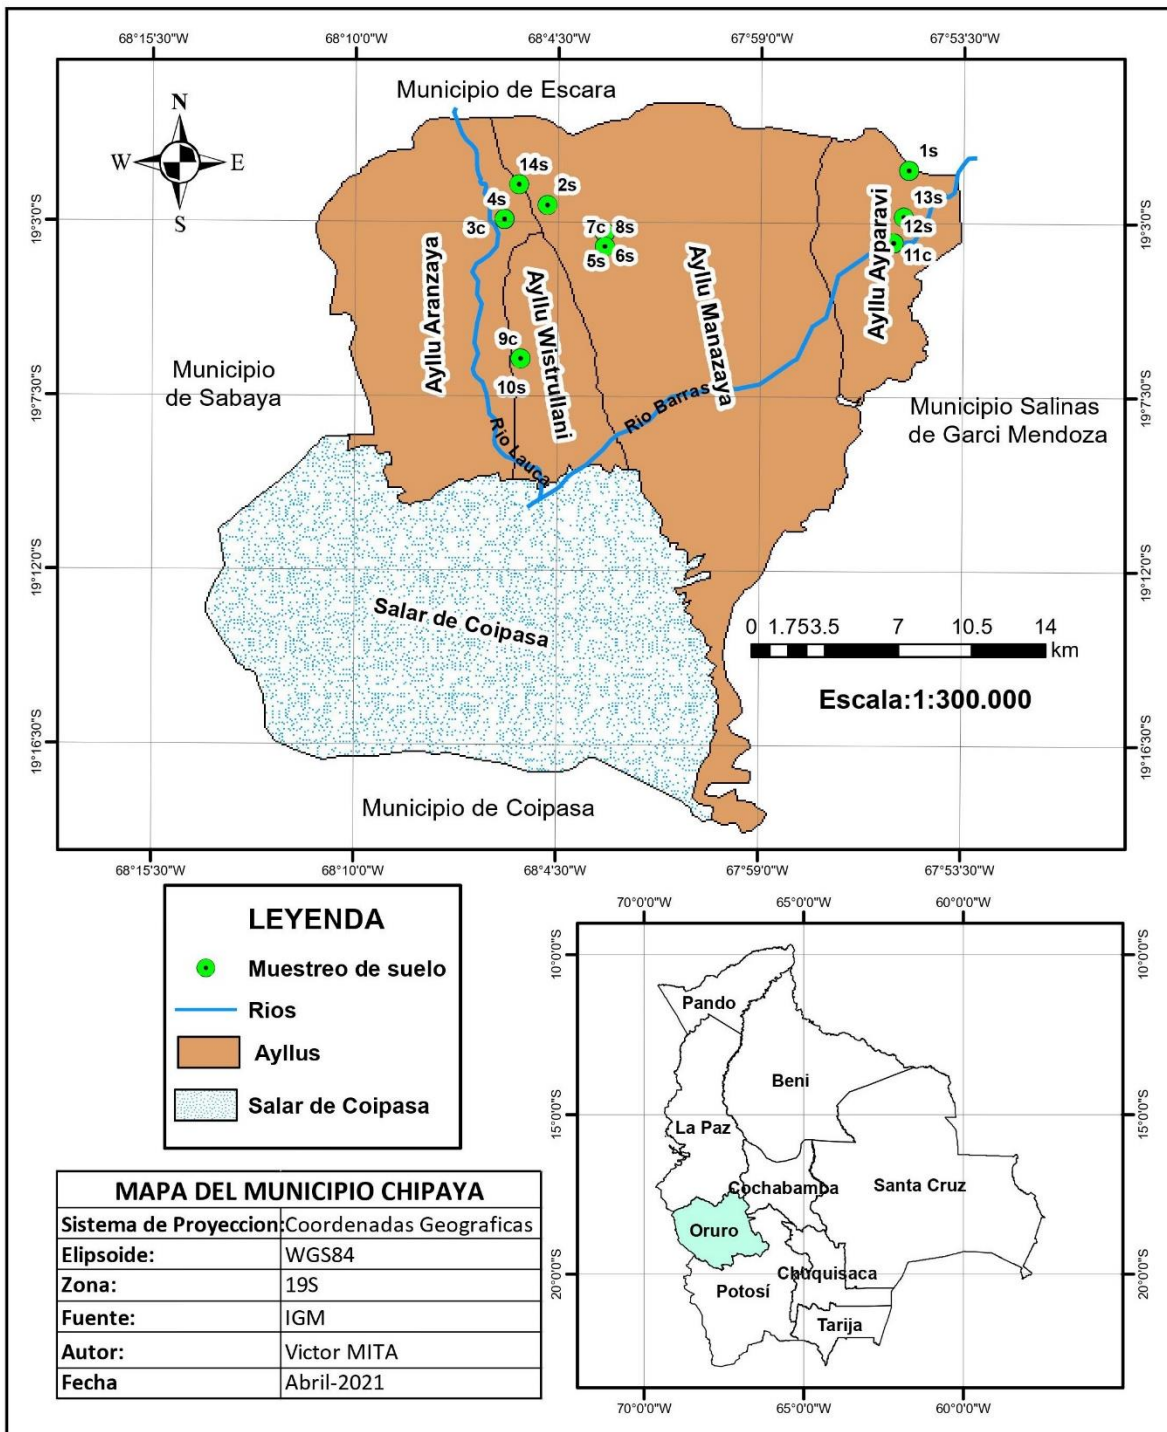 68°15'30"W 68°10'0"W 68°4'30"W 67°59'0"W 67°53'30"W
Municipio de Escara
N
W E
S
1s
14s
2s
13s
4s
19°3'0"S
19°3'0"S
3c
7c 8s
12s
5s 6s
11c
Ayllu Aranzaya
Ayllu Wistrullani
Ayllu Manazaya
Ayllu Ayparavi
9c
10s
Municipio
de Sabaya
19°7'30"S
19°7'30"S
Rio Barras
Rio Lauca
Municipio Salinas
de Garci Mendoza
19°12'0"S
19°12'0"S
Salar de Coipasa
0 1.753.5 7 10.5 14
km
Escala:1:300.000
19°16'30"S
19°16'30"S
Municipio de Coipasa
68°15'30"W 68°10'0"W 68°4'30"W 67°59'0"W 67°53'30"W
LEYENDA
Muestreo de suelo
Rios
Ayllus
Salar de Coipasa
MAPA DEL MUNICIPIO CHIPAYA
Sistema de Proyeccion: Coordenadas Geograficas
Elipsoide: WGS84
Zona: 19S
Fuente: IGM
Autor: Victor MITA
Fecha Abril-2021
70°0'0"W 65°0'0"W 60°0'0"W
10°0'0"S
10°0'0"S
Pando
Beni
15°0'0"S
15°0'0"S
La Paz
Cochabamba
Santa Cruz
Oruro
20°0'0"S
20°0'0"S
Chuquisaca
Potosí
Tarija
70°0'0"W 65°0'0"W 60°0'0"W